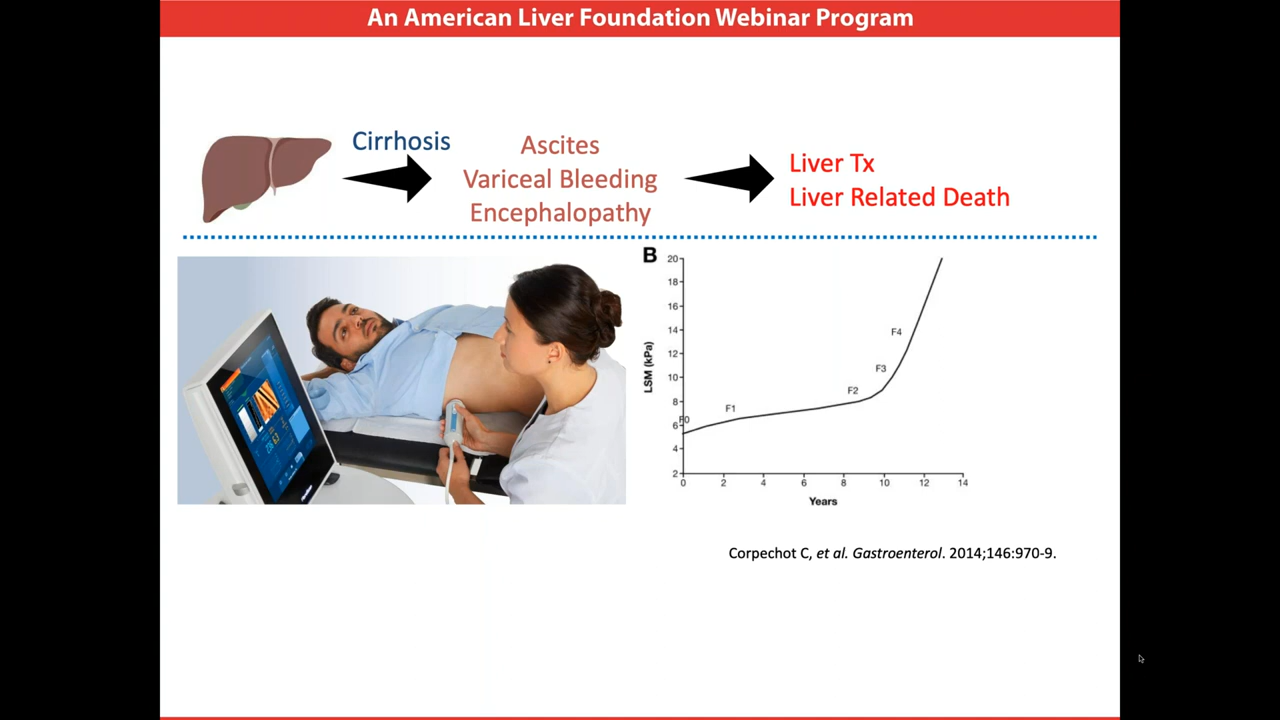 An American Liver Foundation Webinar Program
Cirrhosis
Ascites
Variceal Bleeding
Encephalopathy
Liver Tx
Liver Related Death
B
LSM (kPa)
20
18
16
14
12
10
8
6
4
2
F0
F1
F2
F3
F4
0 2 4 6 8 10 12 14
Years
Corpechot C, et al. Gastroenterol. 2014;146:970-9.